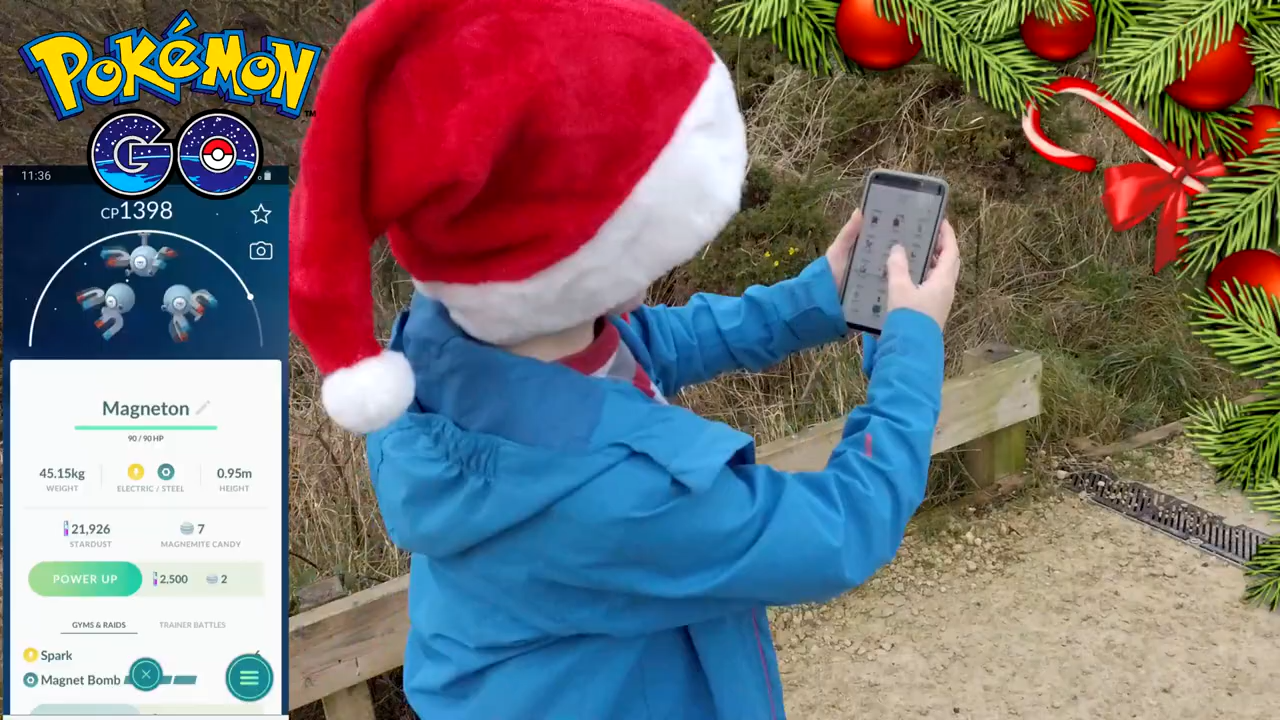 POKÉMON
TM
GO
11:36
CP1398
Magneton
90 / 90 HP
45.15kg
WEIGHT
ELECTRIC / STEEL
0.95m
HEIGHT
21,926
STARDUST
7
MAGNEMITE CANDY
POWER UP
2,500
2
GYMS & RAIDS
TRAINER BATTLES
Spark
Magnet Bomb